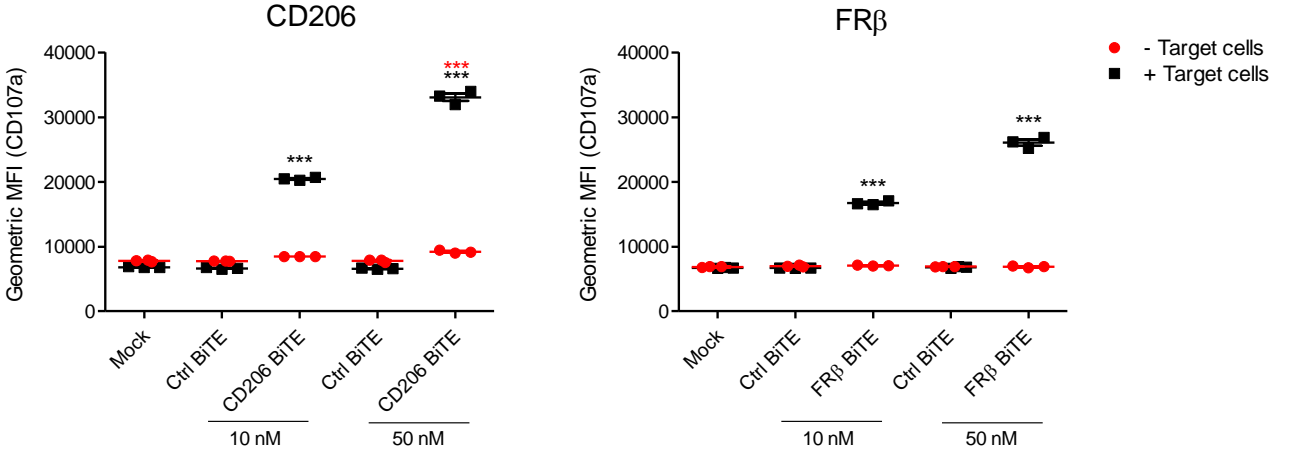 CD206
Geometric MFI (CD107a)
40000
30000
20000
10000
0
***
***
***
Mock
Ctrl BiTE
CD206 BiTE
Ctrl BiTE
CD206 BiTE
10 nM
50 nM
FRβ
Geometric MFI (CD107a)
40000
30000
20000
10000
0
***
***
Mock
Ctrl BiTE
FRβ BiTE
Ctrl BiTE
FRβ BiTE
10 nM
50 nM
- Target cells
+ Target cells